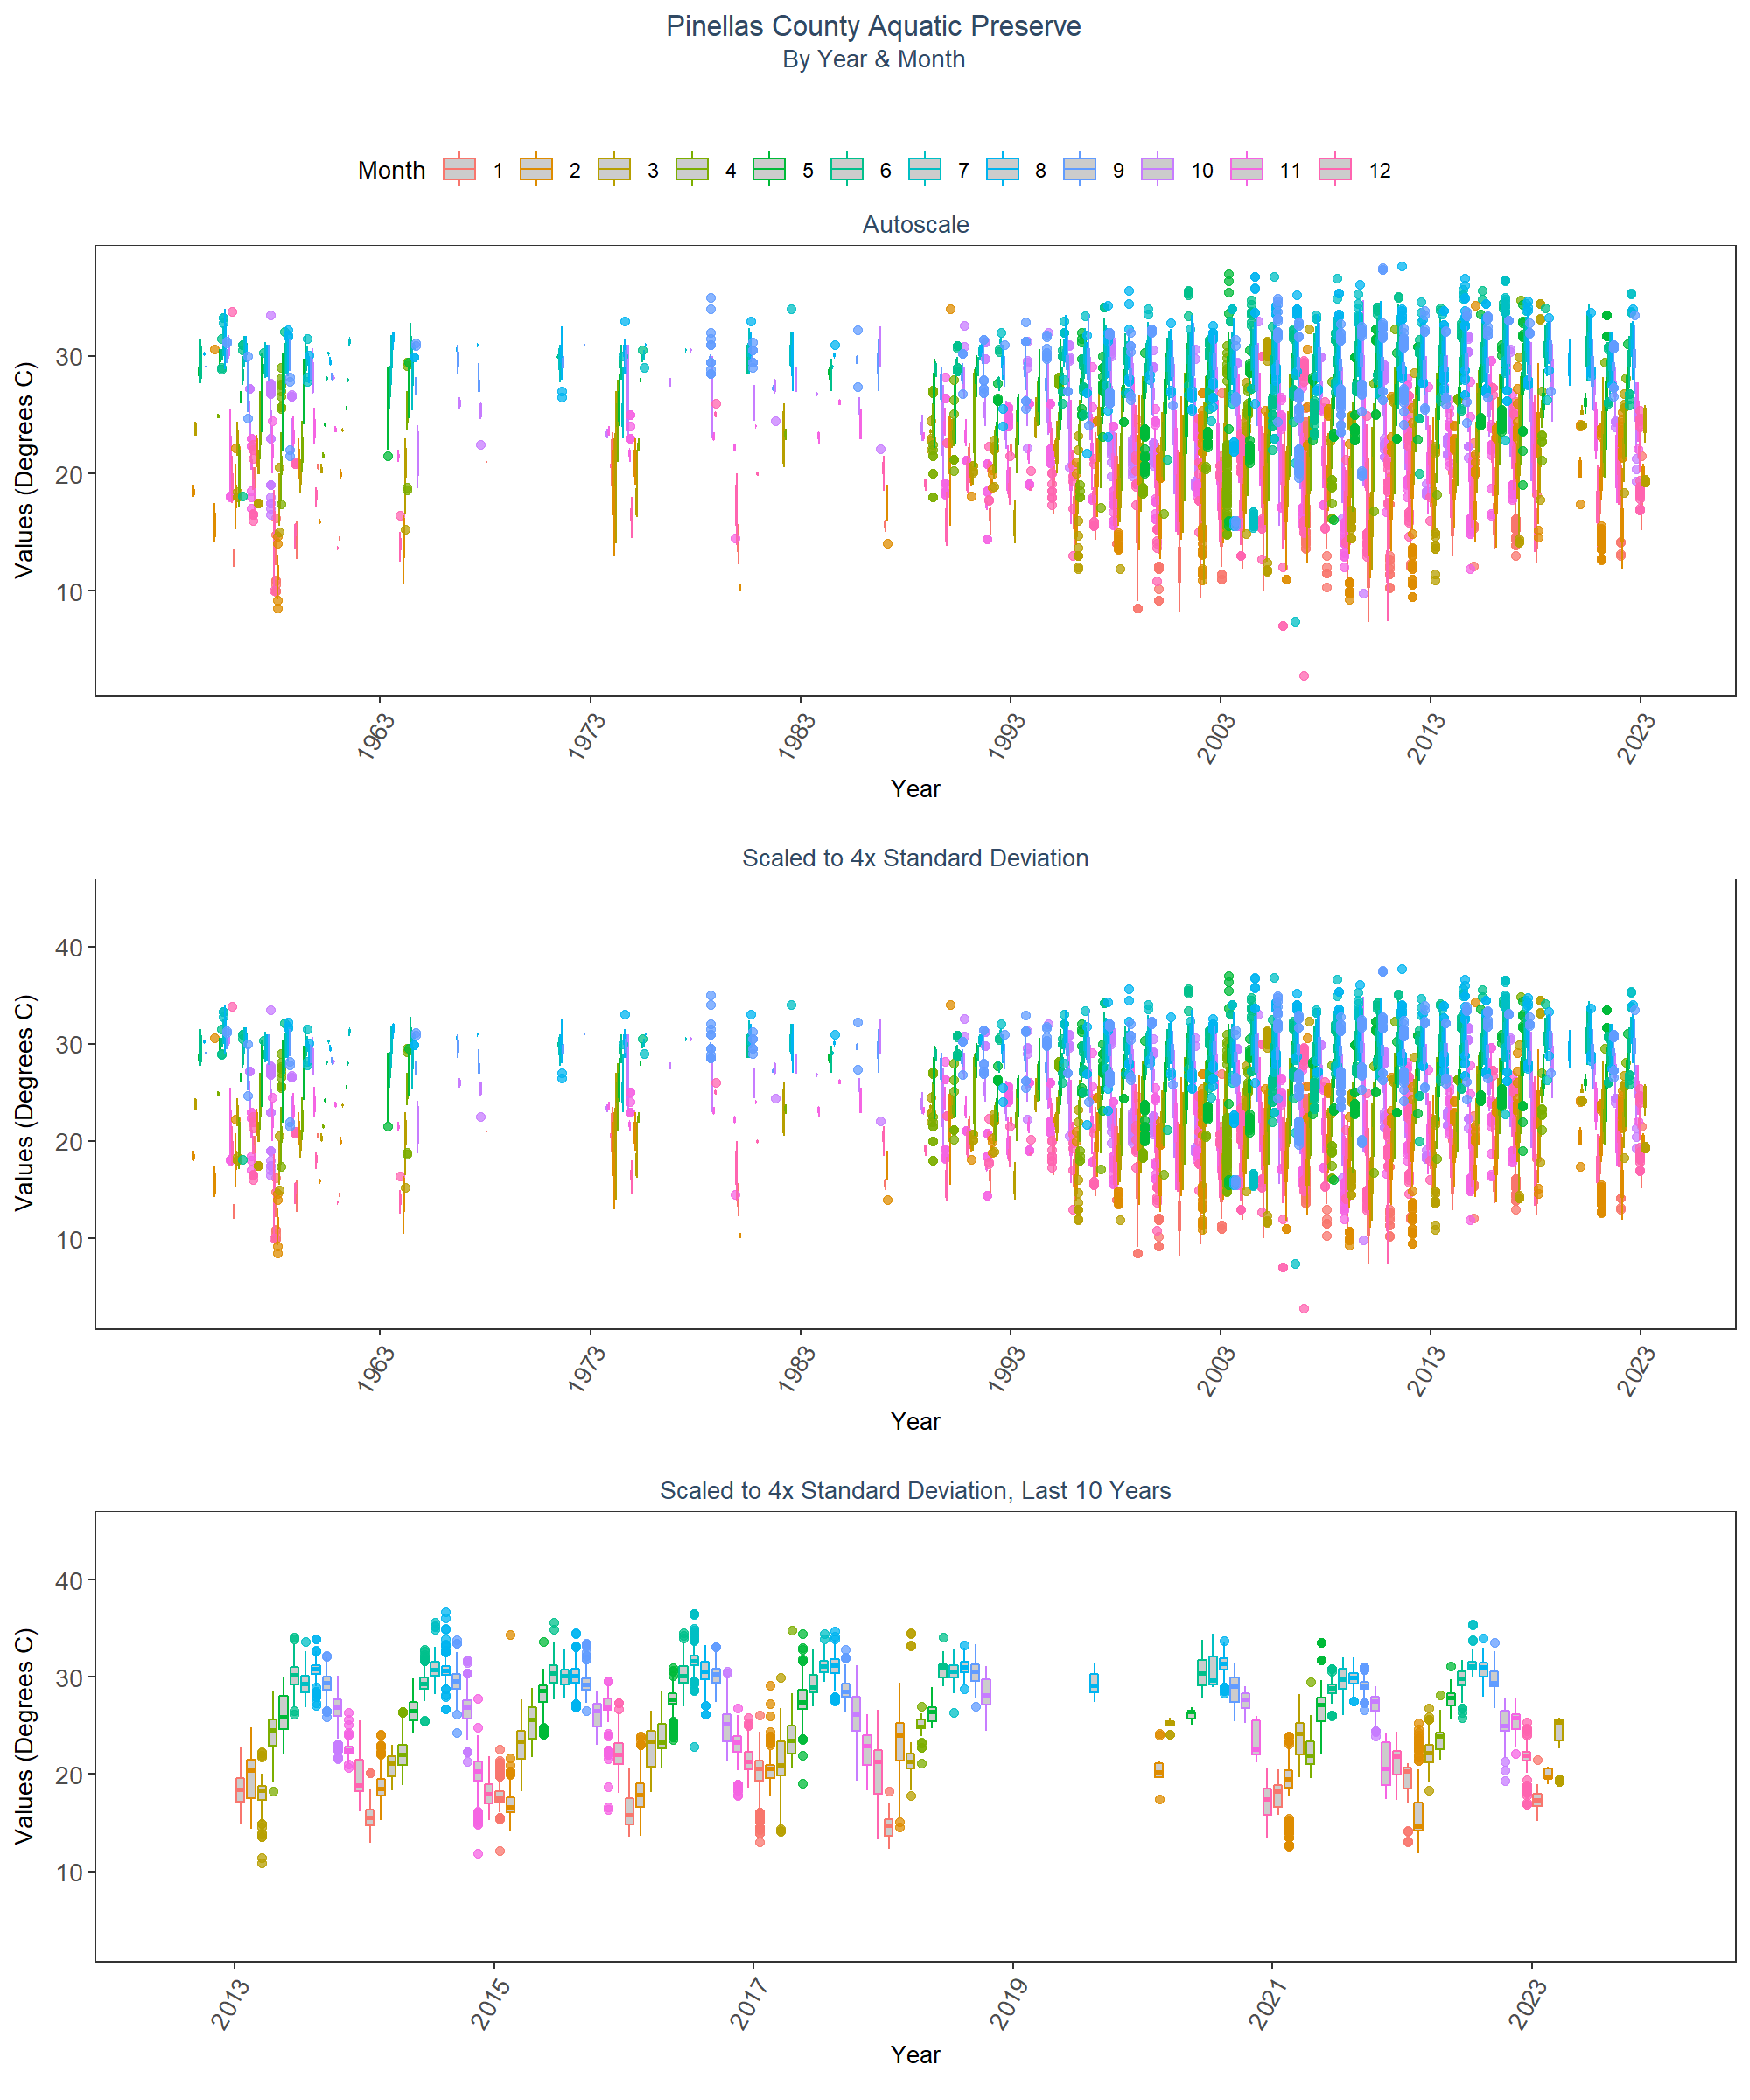 Pinellas County Aquatic Preserve
By Year & Month
Month 1 2 3 4 5 6 7 8 9 10 11 12
Autoscale
Values (Degrees C)
30
20
10
1963 1973 1983 1993 2003 2013 2023
Year
Scaled to 4x Standard Deviation
Values (Degrees C)
40
30
20
10
1963 1973 1983 1993 2003 2013 2023
Year
Scaled to 4x Standard Deviation, Last 10 Years
Values (Degrees C)
40
30
20
10
2013 2015 2017 2019 2021 2023
Year